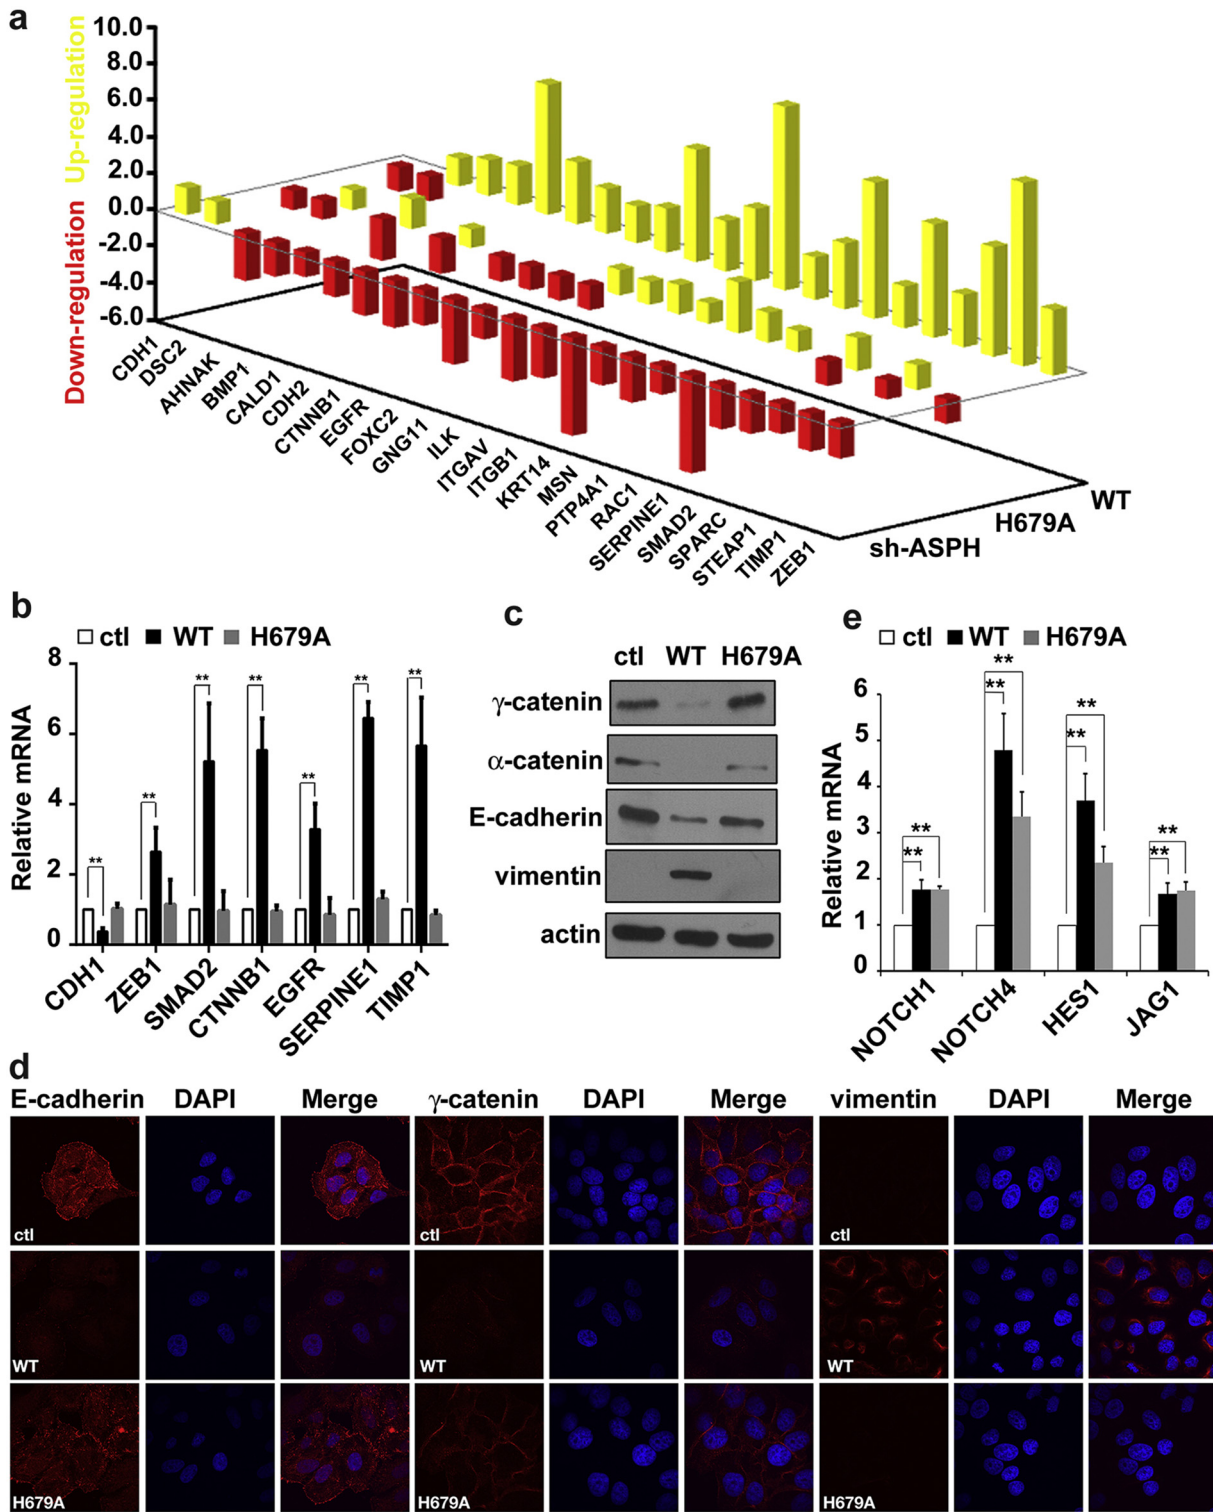 a
10.0
8.0
6.0
4.0
2.0
0.0
-2.0
-4.0
-6.0
Up-regulation
Down-regulation
CDH1
DSC2
AHNAK
BMP1
CALD1
CDH2
CTNNB1
EGFR
FOXC2
GNG11
ILK
ITGAV
ITGB1
KRT14
MSN
PTP4A1
RAC1
SERPINE1
SMAD2
SPARC
STEAP1
TIMP1
ZEB1
sh-ASPH
H679A
WT
b
ctl WT H679A
Relative mRNA
8
6
4
2
0
** ** ** ** ** ** **
CDH1 ZEB1 SMAD2 CTNNB1 EGFR SERPINE1 TIMP1
c
ctl WT H679A
γ-catenin
α-catenin
E-cadherin
vimentin
actin
e
ctl WT H679A
Relative mRNA
6
5
4
3
2
1
0
** ** ** **
** ** ** **
NOTCH1 NOTCH4 HES1 JAG1
d
E-cadherin DAPI Merge γ-catenin DAPI Merge vimentin DAPI Merge
ctl ctl ctl
WT WT WT
H679A H679A H679A